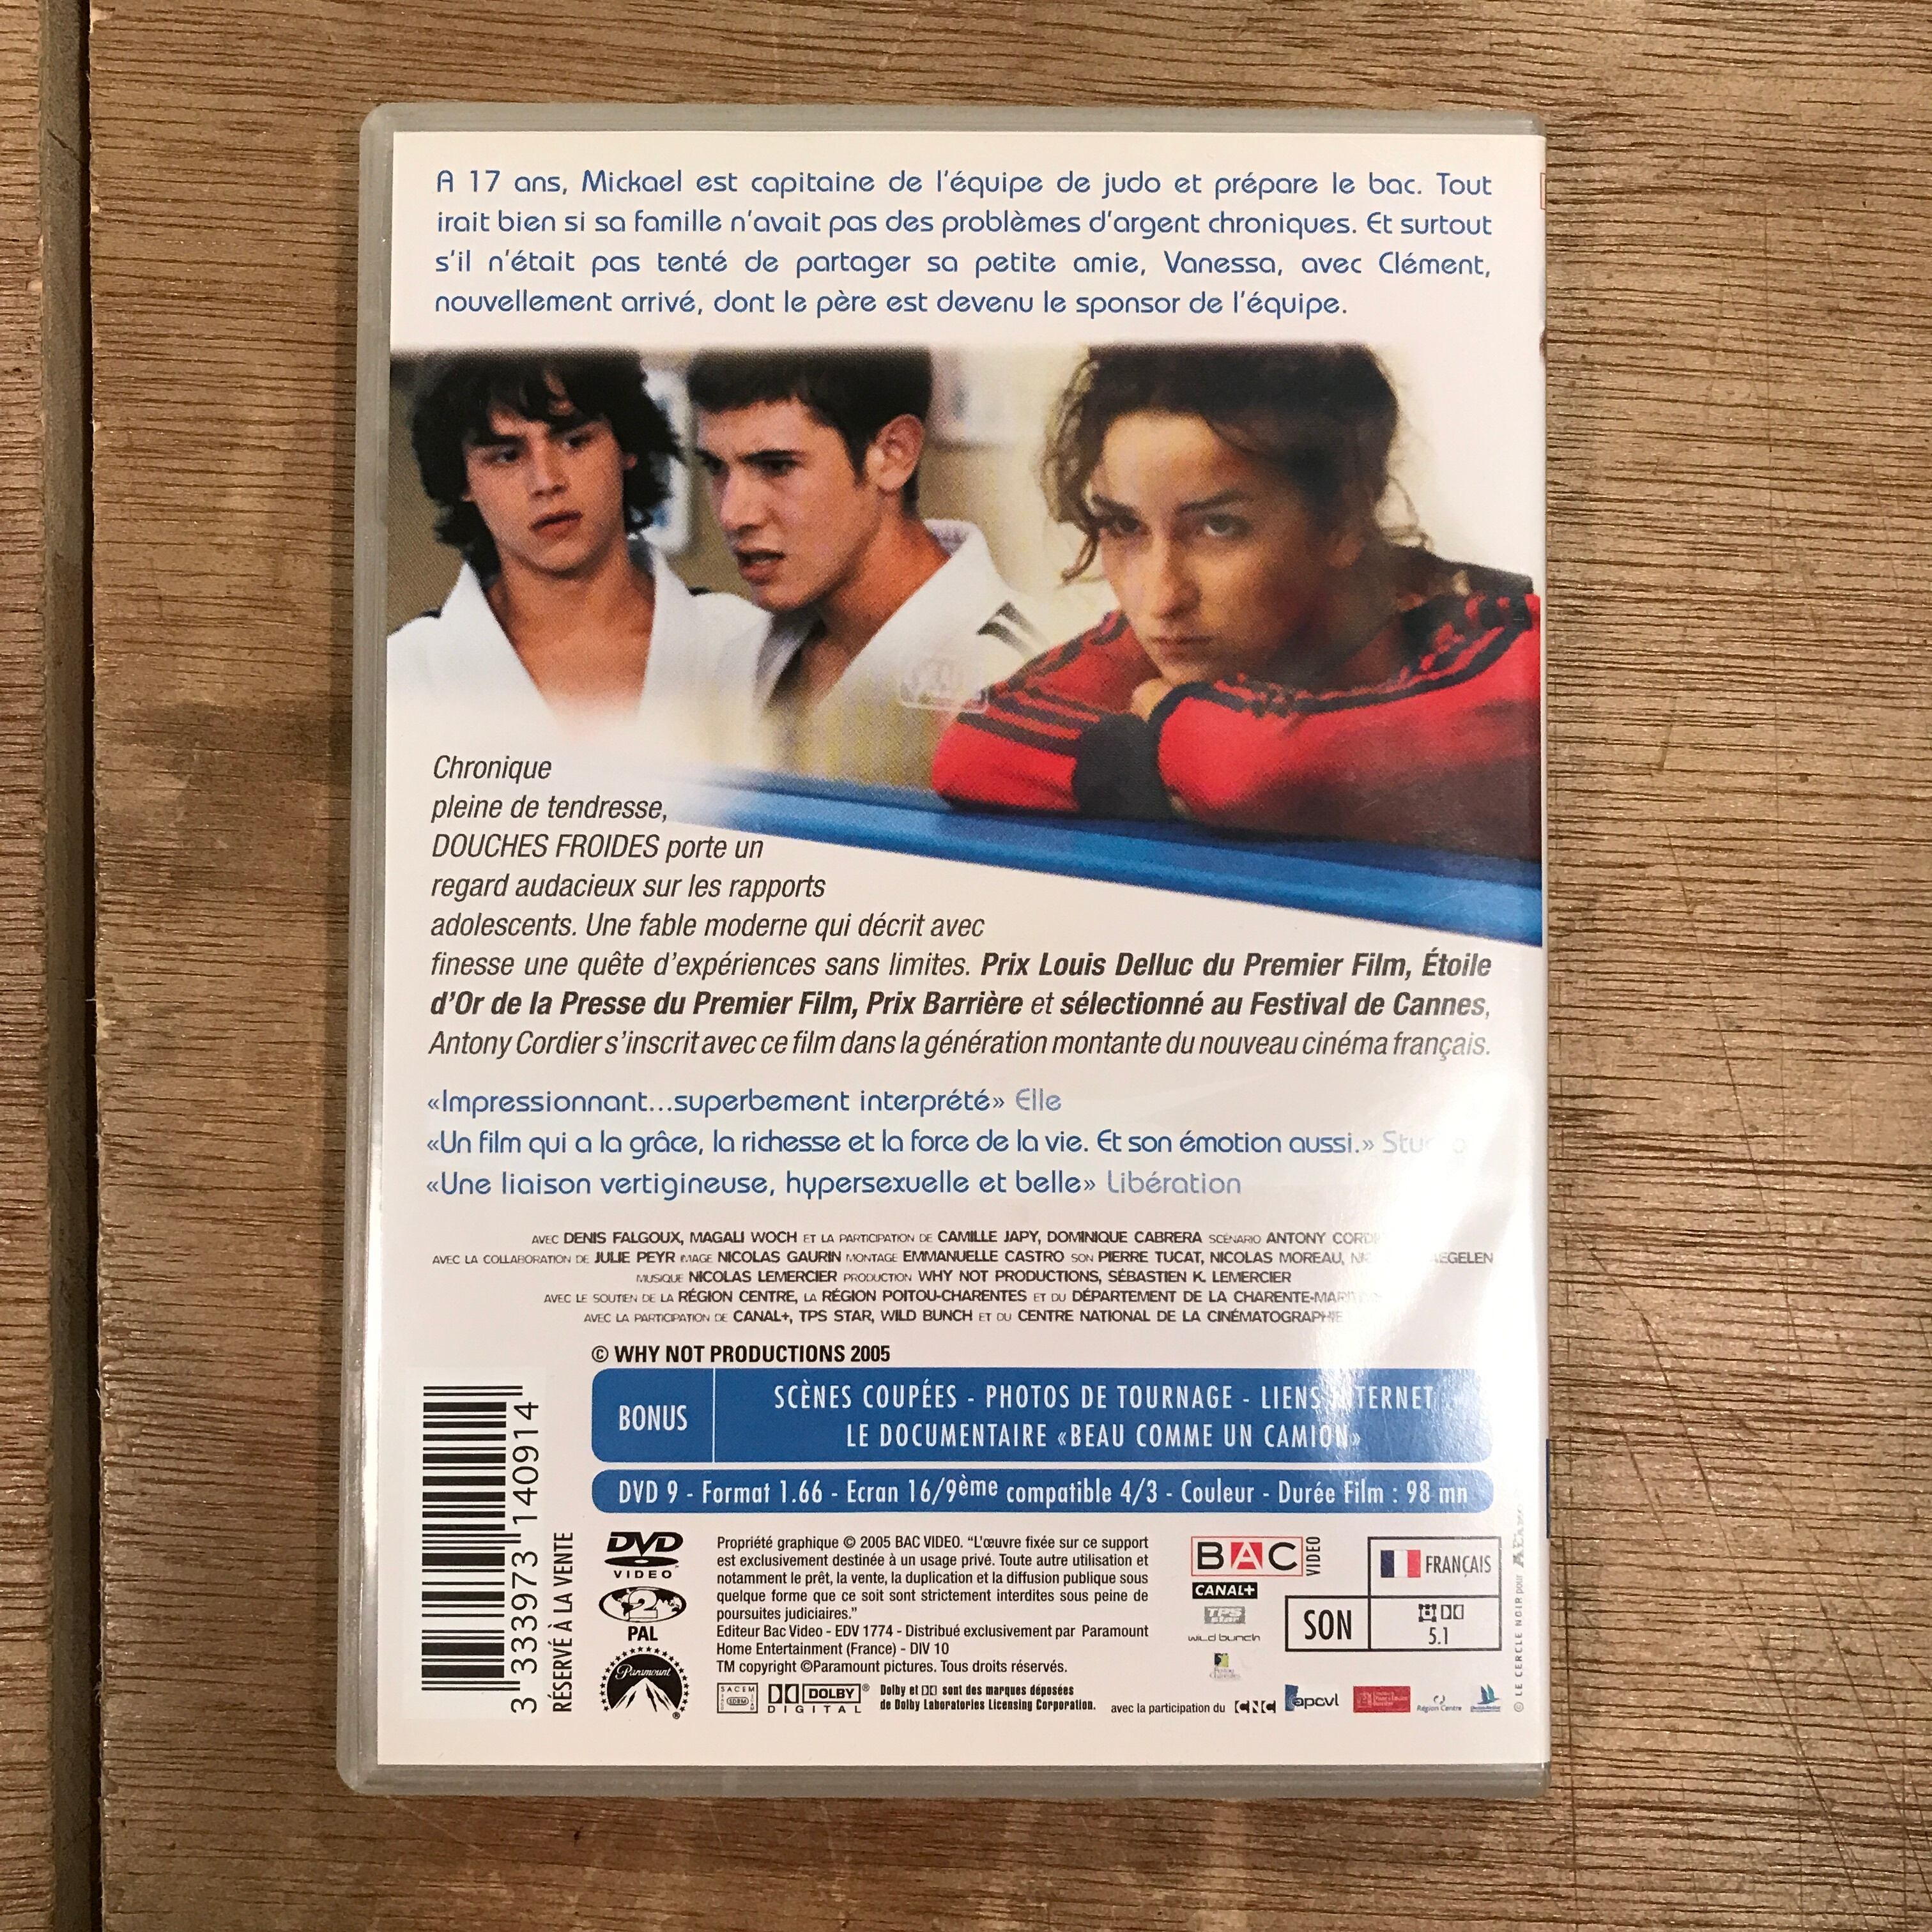 A 17 ans, Mickael est capitaine de l'équipe de judo et prépare le bac. Tout
irait bien si sa famille n'avait pas des problèmes d'argent chroniques. Et surtout
s'il n'était pas tenté de partager sa petite amie, Vanessa, avec Clément,
nouvellement arrivé, dont le père est devenu le sponsor de l'équipe.
Chronique
pleine de tendresse,
DOUCHES FROIDES porte un
regard audacieux sur les rapports
adolescents. Une fable moderne qui décrit avec
finesse une quête d'expériences sans limites. Prix Louis Delluc du Premier Film, Étoile
d'Or de la Presse du Premier Film, Prix Barrière et sélectionné au Festival de Cannes,
Antony Cordier s'inscrit avec ce film dans la génération montante du nouveau cinéma français.
«Impressionnant...superbement interprété» Elle
«Un film qui a la grâce, la richesse et la force de la vie. Et son émotion aussi.»
«Une liaison vertigineuse, hypersexuelle et belle» Libération
AVEC DENIS FALGOUX, MAGALI WOCH ET LA PARTICIPATION DE CAMILLE JAPY, DOMINIQUE CABRERA SCÉNARIO ANTONY
AVEC LA COLLABORATION DE JULIE PEYR IMAGE NICOLAS GAURIN MONTAGE EMMANUELLE CASTRO SON PIERRE TUCAT, NICOLAS MOREAU,
MUSIQUE NICOLAS LEMERCIER PRODUCTION WHY NOT PRODUCTIONS, SÉBASTIEN K. LEMERCIER
AVEC LE SOUTIEN DE LA RÉGION CENTRE, LA RÉGION POITOU-CHARENTES ET DU DÉPARTEMENT DE LA
AVEC LA PARTICIPATION DE CANAL+, TPS STAR, WILD BUNCH ET DU CENTRE NATIONAL DE LA CINÉMATOGRAPHIE
© WHY NOT PRODUCTIONS 2005
BONUS
SCÈNES COUPÉES - PHOTOS DE TOURNAGE - LIENS INTERNET
LE DOCUMENTAIRE «BEAU COMME UN CAMION»
DVD 9 - Format 1.66 - Ecran 16/9ème compatible 4/3 - Couleur - Durée Film : 98 mn
3 333973 140914
RÉSERVÉ À LA VENTE
DVD
VIDEO
2
PAL
Paramount
Propriété graphique © 2005 BAC VIDEO. "L'œuvre fixée sur ce support
est exclusivement destinée à un usage privé. Toute autre utilisation et
notamment le prêt, la vente, la duplication et la diffusion publique sous
quelque forme que ce soit sont strictement interdites sous peine de
poursuites judiciaires."
Editeur Bac Video - EDV 1774 - Distribué exclusivement par Paramount
Home Entertainment (France) - DIV 10
TM copyright ©Paramount pictures. Tous droits réservés.
SACEM
SDRM
DOLBY
DIGITAL
Dolby et sont des marques déposées
de Dolby Laboratories Licensing Corporation.
BAC VIDEO
CANAL+
TPS
star
wild bunch
FRANÇAIS
SON
5.1
avec la participation du CNC
apcvl
Région Centre
© LE CERCLE NOIR pour